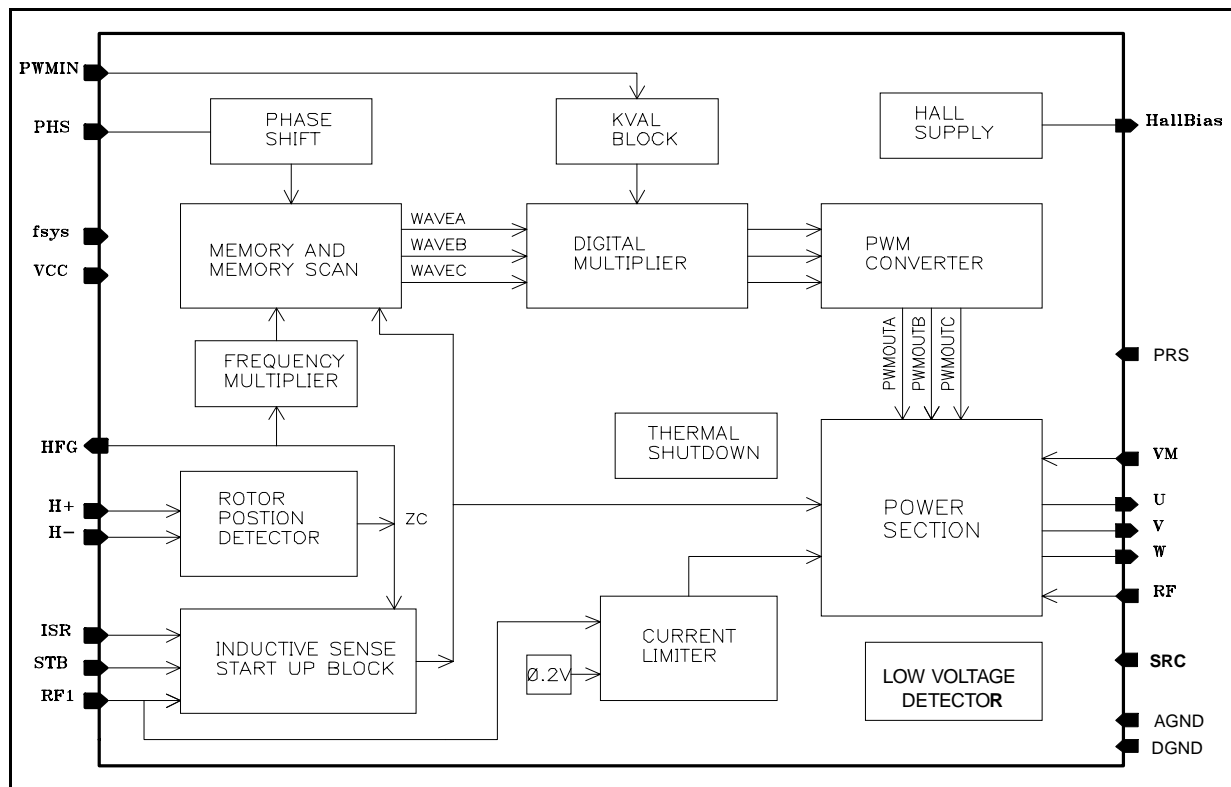 PWMIN
PHS
PHASE
SHIFT
KVAL
BLOCK
HALL
SUPPLY
HallBias
fsys
VCC
MEMORY AND
MEMORY SCAN
WAVEA
WAVEB
WAVEC
DIGITAL
MULTIPLIER
PWM
CONVERTER
FREQUENCY
MULTIPLIER
PWMOUTA
PWMOUTB
PWMOUTC
PRS
HFG
THERMAL
SHUTDOWN
VM
H+
H-
ROTOR
POSTION
DETECTOR
ZC
POWER
SECTION
U
V
W
RF
ISR
STB
RF1
INDUCTIVE SENSE
START UP BLOCK
0.2V
CURRENT
LIMITER
LOW VOLTAGE
DETECTOR
SRC
AGND
DGND